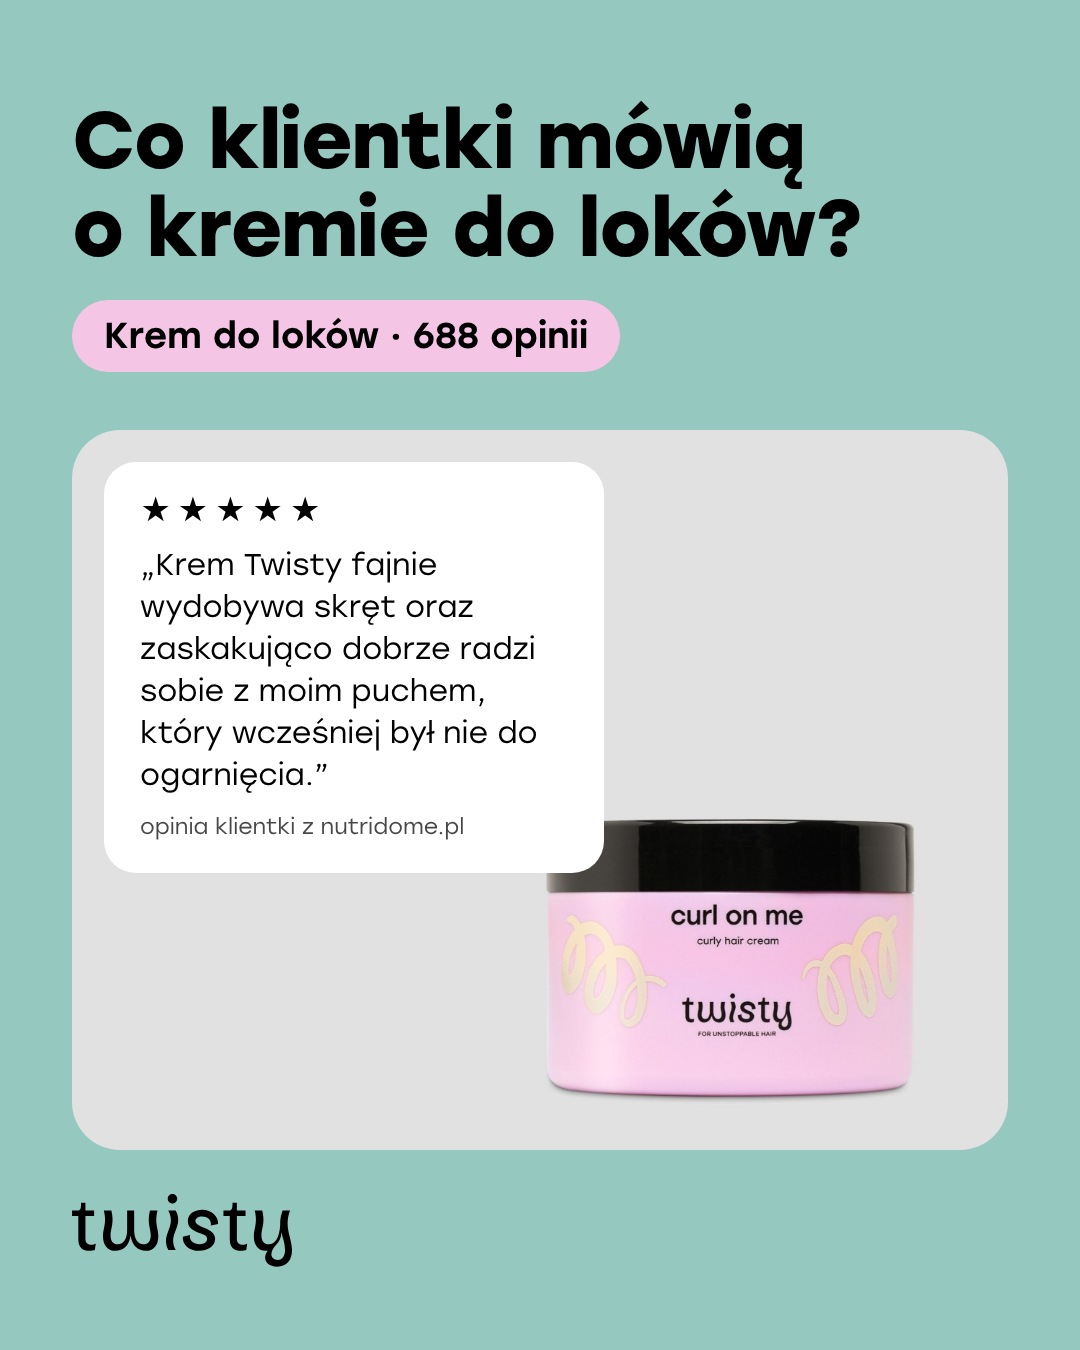 Co klientki mówią
o kremie do loków?
Krem do loków · 688 opinii
★ ★ ★ ★ ★
„Krem Twisty fajnie
wydobywa skręt oraz
zaskakująco dobrze radzi
sobie z moim puchem,
który wcześniej był nie do
ogarnięcia.”
opinia klientki z nutridome.pl
curl on me
curly hair cream
twisty
FOR UNSTOPPABLE HAIR
twisty